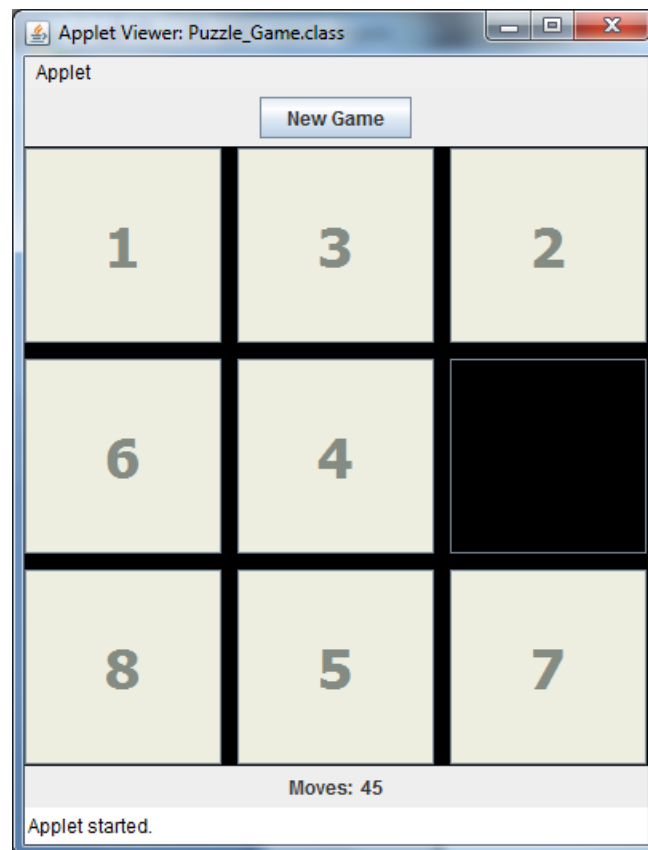 Applet Viewer: Puzzle_Game.class
Applet
New Game
1 3 2
6 4
8 5 7
Moves: 45
Applet started.